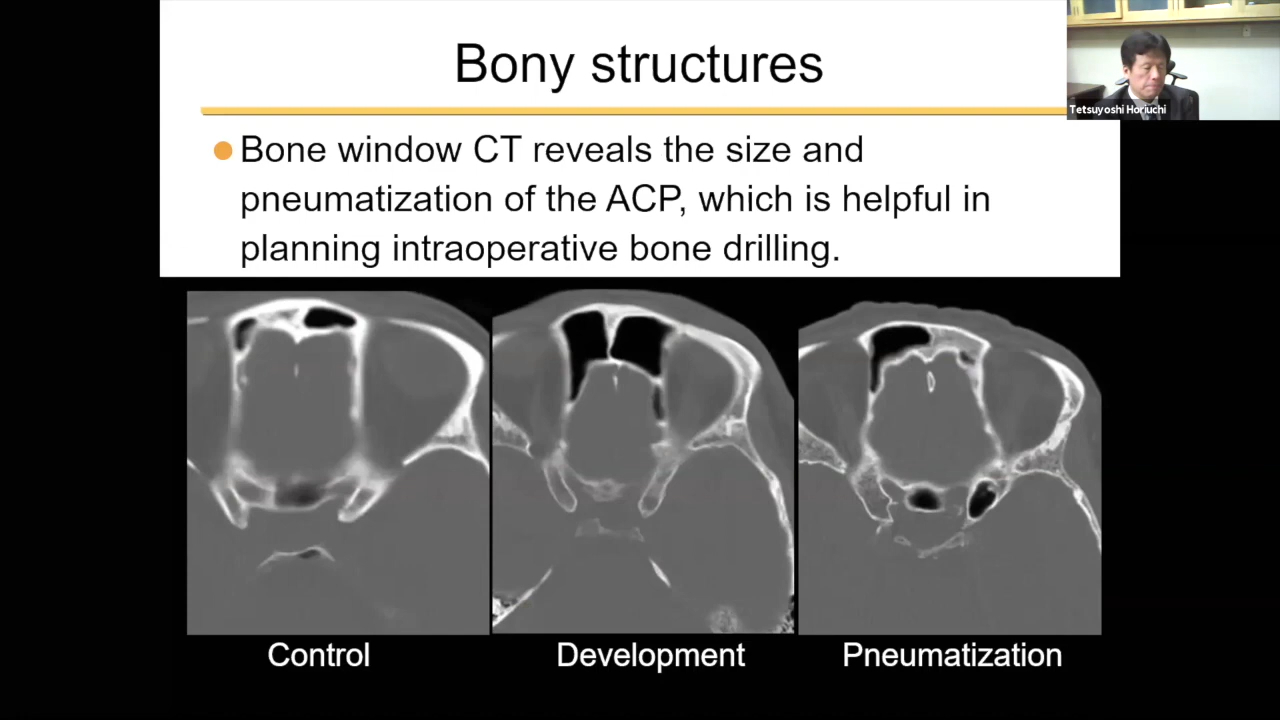 Bony structures
Tetsuyoshi Horiuchi
Bone window CT reveals the size and
pneumatization of the ACP, which is helpful in
planning intraoperative bone drilling.
Control
Development
Pneumatization